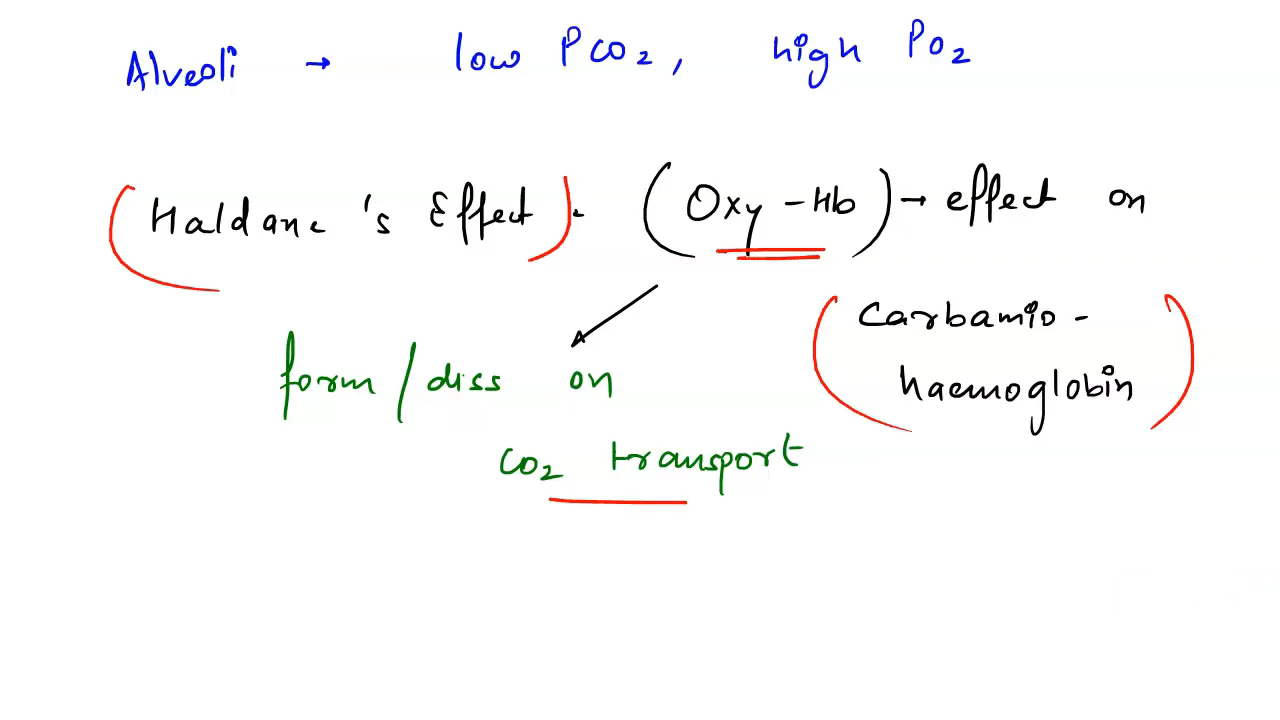 Alveoli → low PCO2, high PO2
(Haldane's Effect). (Oxy-Hb) → effect on
(Carbamio-
haemoglobin)
form/diss on
CO2 transport